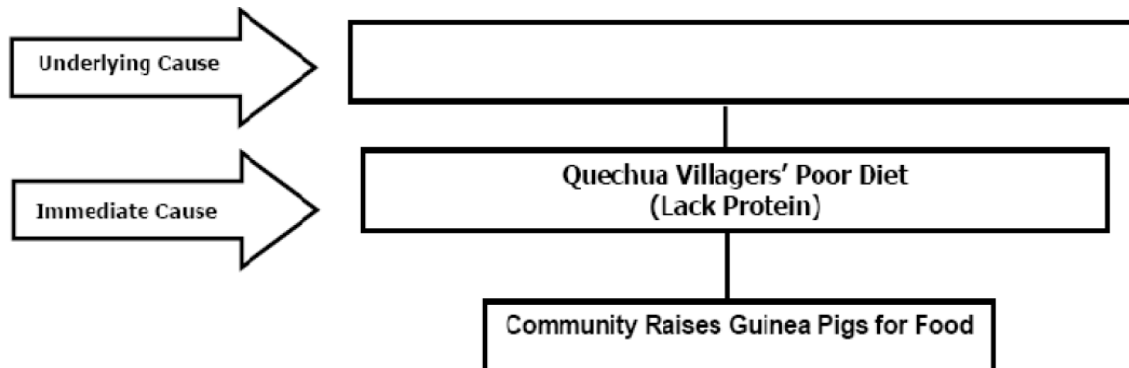 Underlying Cause
Quechua Villagers' Poor Diet
(Lack Protein)
Immediate Cause
Community Raises Guinea Pigs for Food